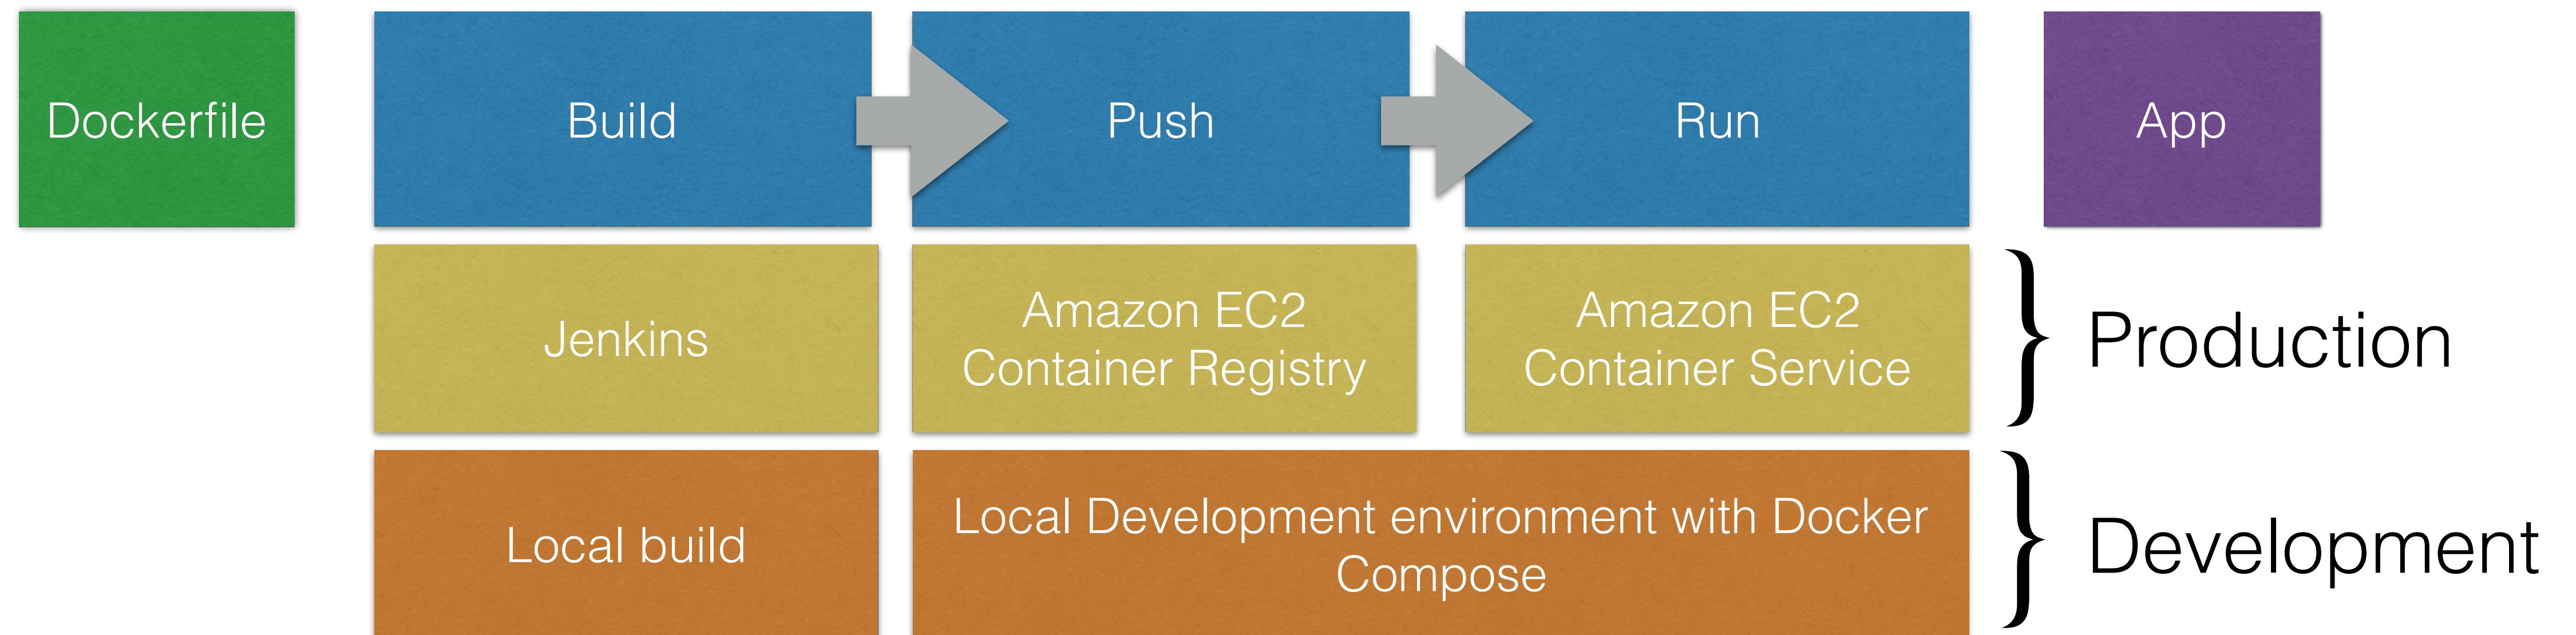 Dockerfile
Build
Push
Run
App
Jenkins
Amazon EC2
Container Registry
Amazon EC2
Container Service
Production
Local build
Local Development environment with Docker
Compose
Development